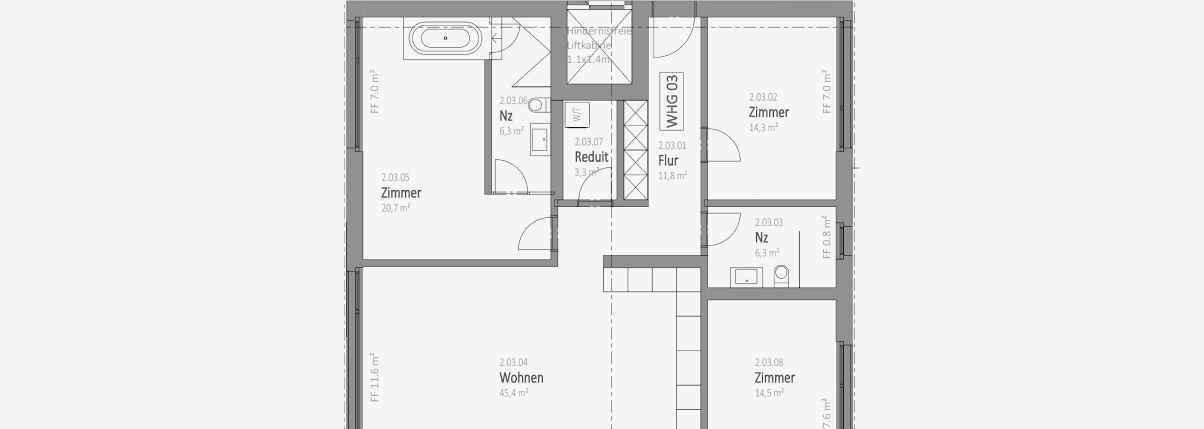 Hindernisfreie
Liftkabine
1.1x1.4m
FF 7.0 m²
2.03.06
Nz
6,3 m²
W/T
WHG 03
2.03.02
Zimmer
14,3 m²
FF 7.0 m²
2.03.07
Reduit
3,3 m²
2.03.01
Flur
11,8 m²
2.03.05
Zimmer
20,7 m²
2.03.03
Nz
6,3 m²
FF 0.8 m²
FF 11.6 m²
2.03.04
Wohnen
45,4 m²
2.03.08
Zimmer
14,5 m²
7.6 m²